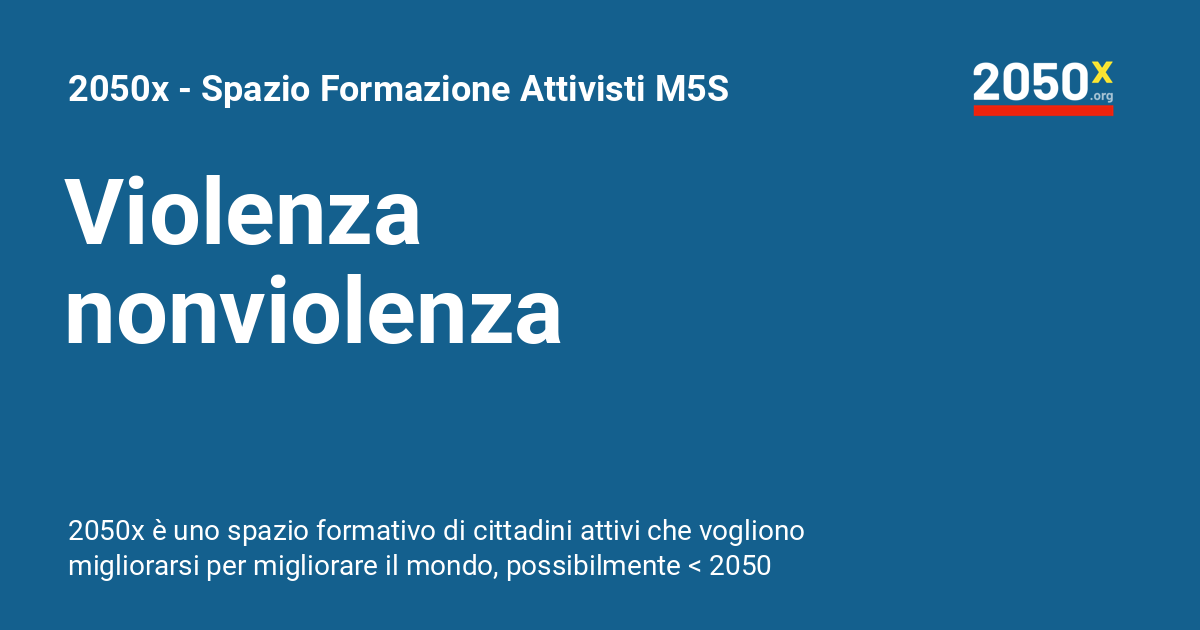 2050x - Spazio Formazione Attivisti M5S
2050x
.org
Violenza
nonviolenza
2050x è uno spazio formativo di cittadini attivi che vogliono
migliorarsi per migliorare il mondo, possibilmente < 2050